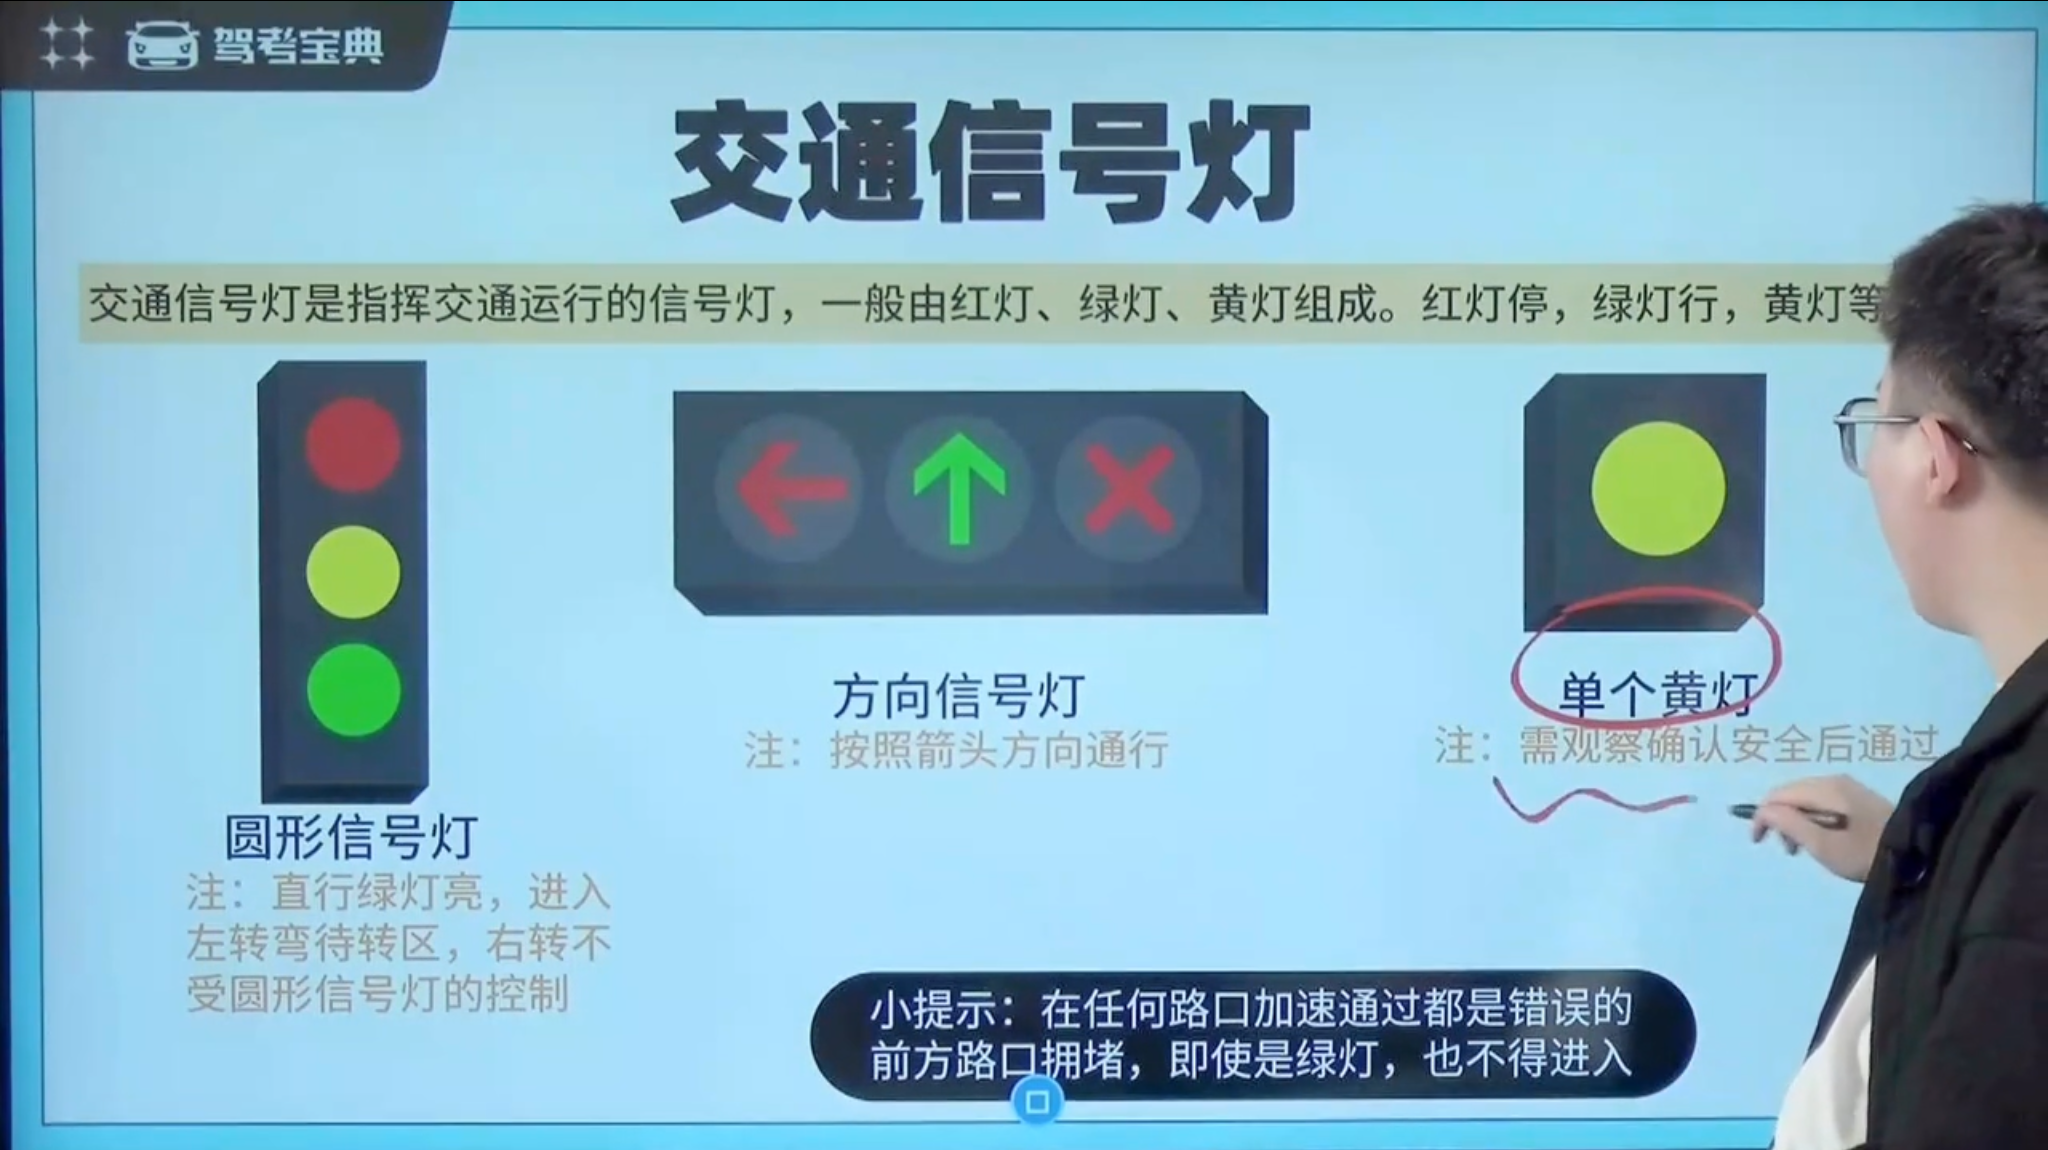 驾考宝典
交通信号灯
交通信号灯是指挥交通运行的信号灯，一般由红灯、绿灯、黄灯组成。红灯停，绿灯行，黄灯等
方向信号灯
注：按照箭头方向通行
单个黄灯
注：需观察确认安全后通过
圆形信号灯
注：直行绿灯亮，进入
左转弯待转区，右转不
受圆形信号灯的控制
小提示：在任何路口加速通过都是错误的
前方路口拥堵，即使是绿灯，也不得进入